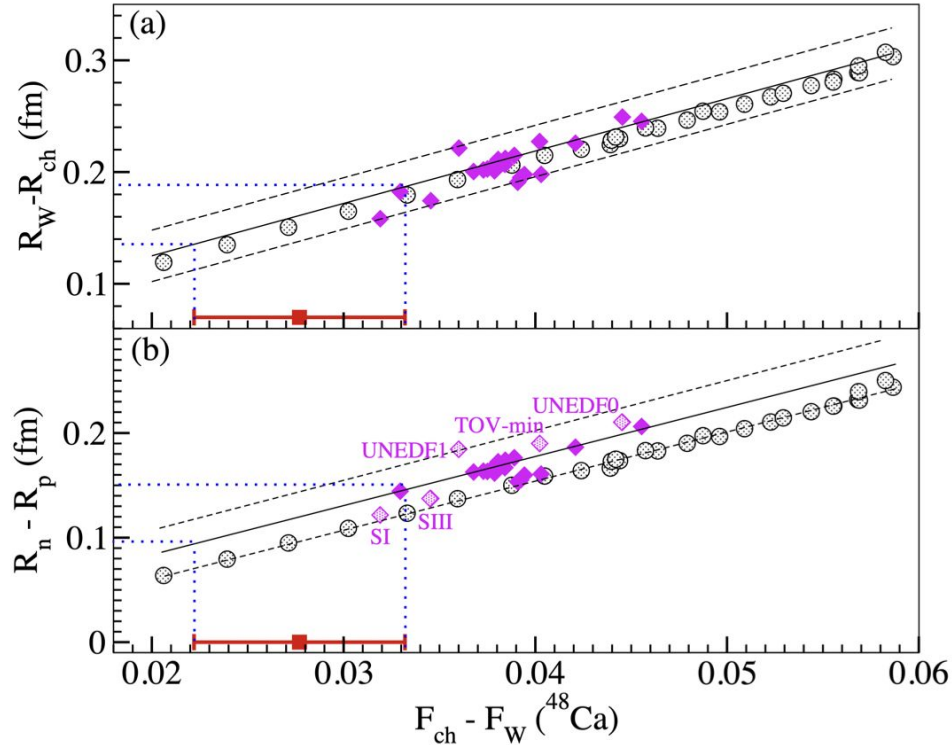 (a)
0.3
0.2
0.1
R_W-R_ch (fm)
(b)
UNEDF0
TOV-min
UNEDF1
SI
SIII
0.2
0.1
0
R_n - R_p (fm)
0.02 0.03 0.04 0.05 0.06
F_ch - F_W (^48Ca)